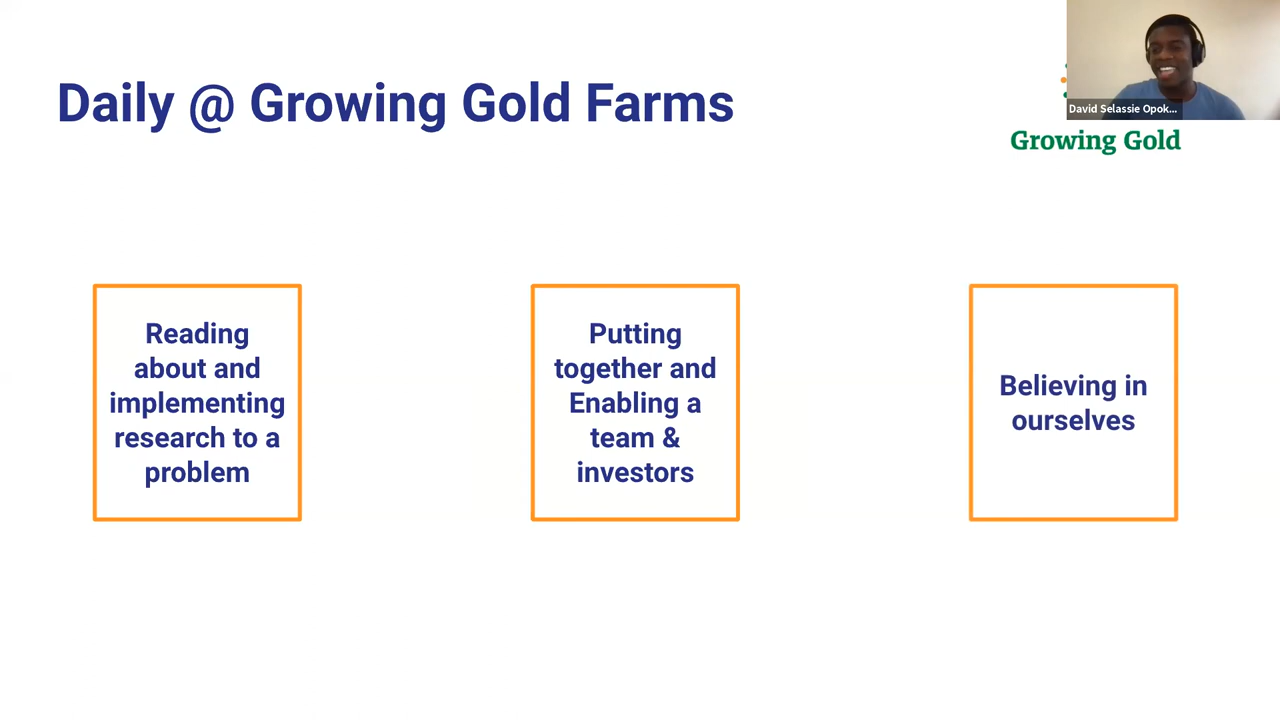 Daily @ Growing Gold Farms
David Selassie Opok...
Growing Gold
Reading
about and
implementing
research to a
problem
Putting
together and
Enabling a
team &
investors
Believing in
ourselves